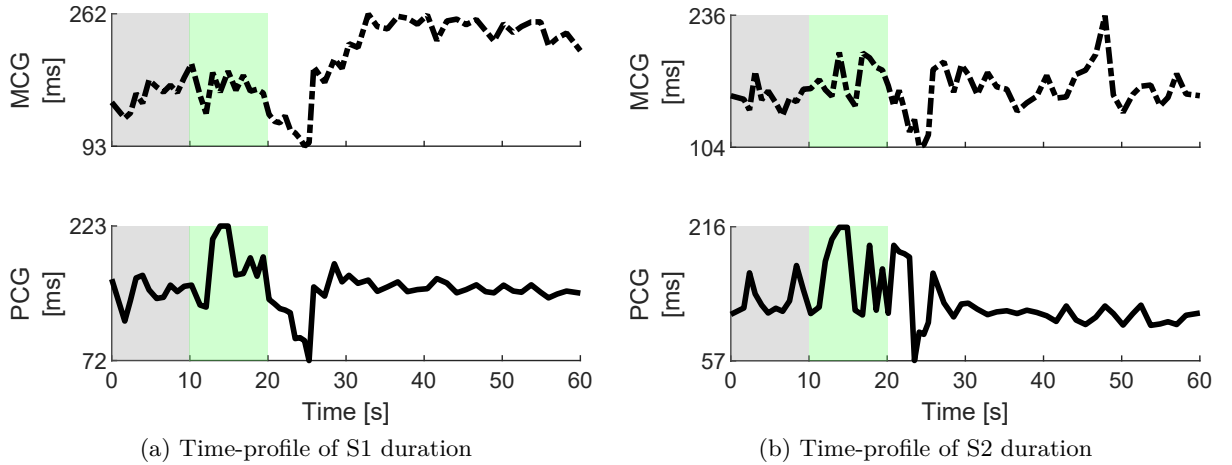 262
MCG
[ms]
93
223
PCG
[ms]
72
0 10 20 30 40 50 60
Time [s]
(a) Time-profile of S1 duration
236
MCG
[ms]
104
216
PCG
[ms]
57
0 10 20 30 40 50 60
Time [s]
(b) Time-profile of S2 duration